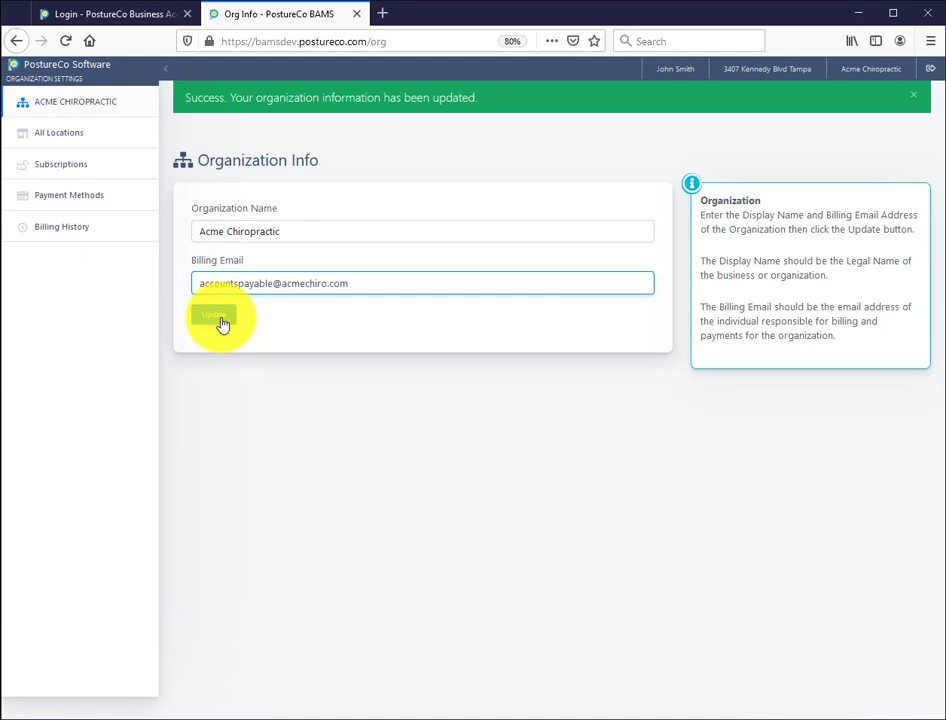 Login - PostureCo Business Acc
Org Info - PostureCo BAMS
https://bamsdev.postureco.com/org
80%
Search
PostureCo Software
ORGANIZATION SETTINGS
John Smith
3407 Kennedy Blvd Tampa
Acme Chiropractic
ACME CHIROPRACTIC
All Locations
Subscriptions
Payment Methods
Billing History
Success. Your organization information has been updated.
Organization Info
Organization Name
Acme Chiropractic
Billing Email
accountspayable@acmechiro.com
Update
Organization
Enter the Display Name and Billing Email Address
of the Organization then click the Update button.
The Display Name should be the Legal Name of
the business or organization.
The Billing Email should be the email address of
the individual responsible for billing and
payments for the organization.